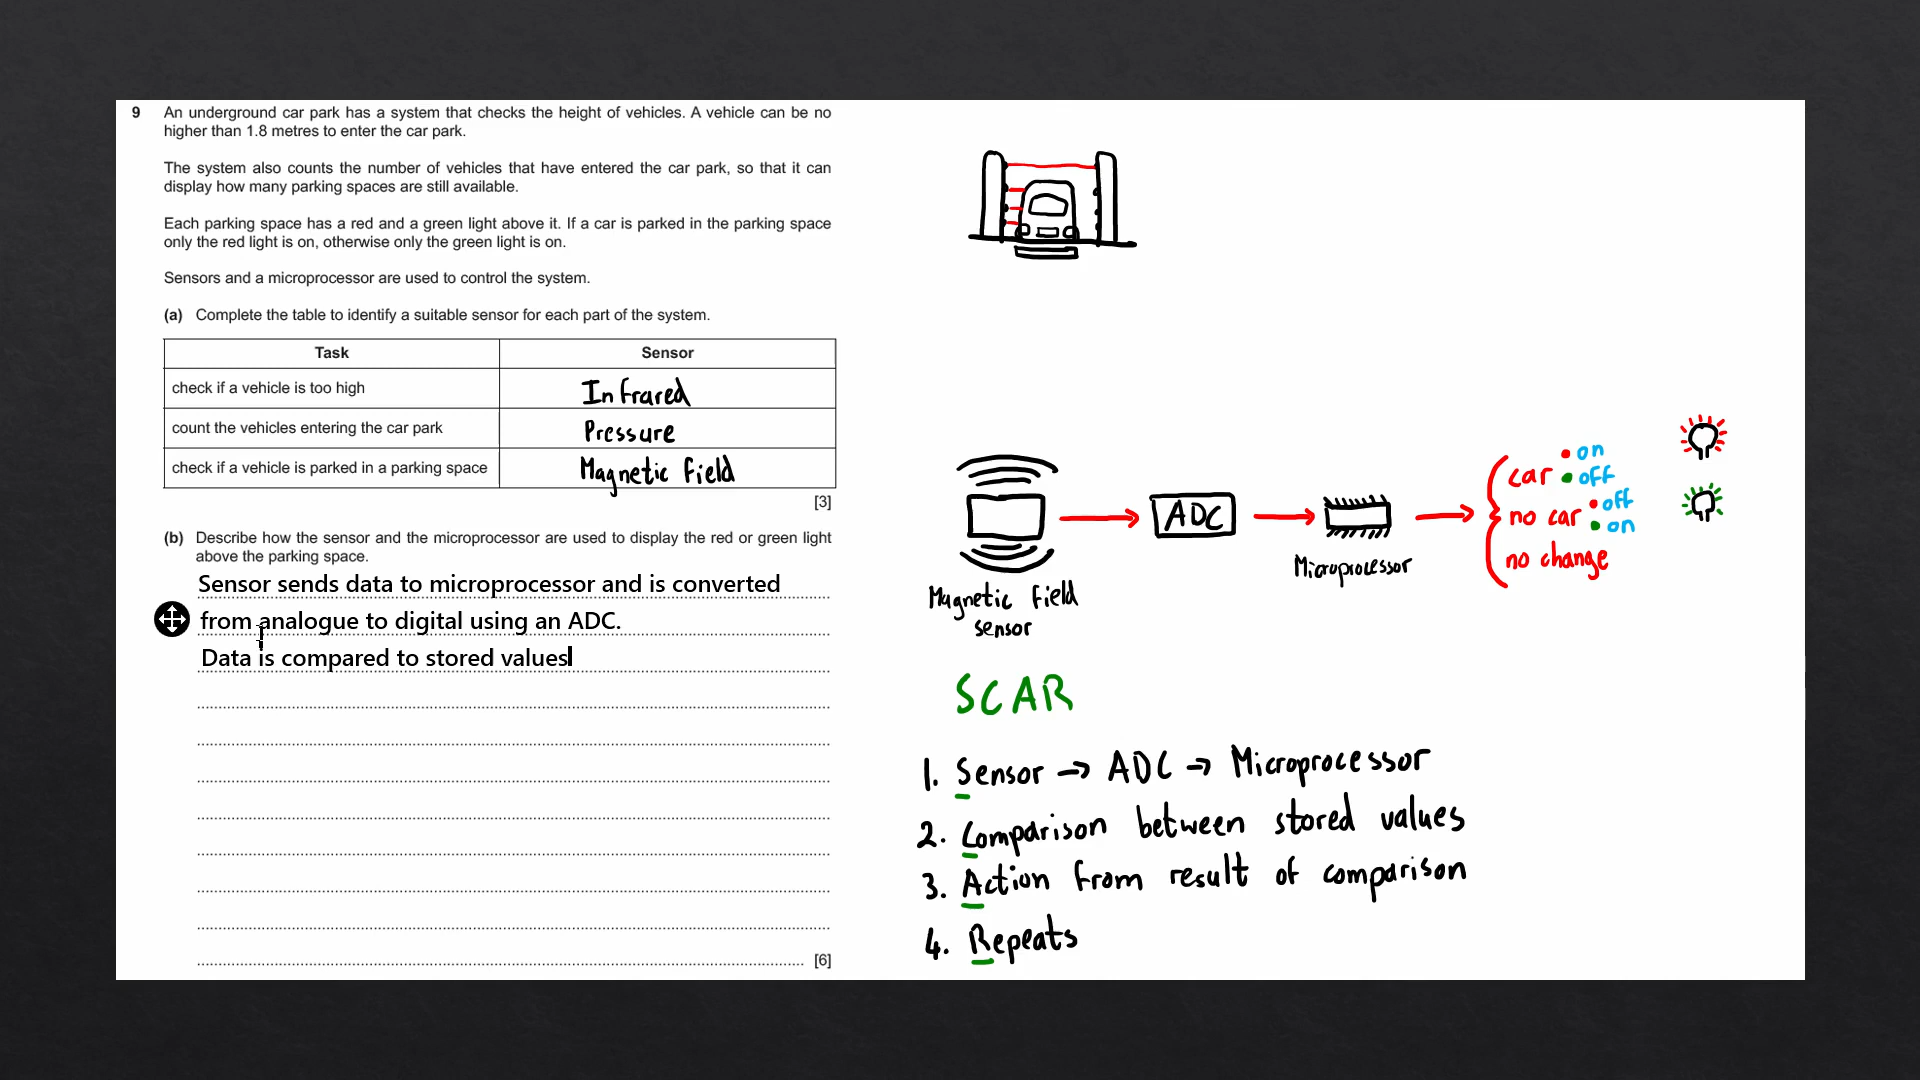 9 An underground car park has a system that checks the height of vehicles. A vehicle can be no
higher than 1.8 metres to enter the car park.
The system also counts the number of vehicles that have entered the car park, so that it can
display how many parking spaces are still available.
Each parking space has a red and a green light above it. If a car is parked in the parking space
only the red light is on, otherwise only the green light is on.
Sensors and a microprocessor are used to control the system.
(a) Complete the table to identify a suitable sensor for each part of the system.
Task Sensor
check if a vehicle is too high Infrared
count the vehicles entering the car park Pressure
check if a vehicle is parked in a parking space Magnetic field
[3]
(b) Describe how the sensor and the microprocessor are used to display the red or green light
above the parking space.
Sensor sends data to microprocessor and is converted
from analogue to digital using an ADC.
Data is compared to stored values
[6]
Magnetic field
sensor
ADC
Microprocessor
on
car off
off
no car on
no change
SCAR
1. Sensor → ADC → Microprocessor
2. Comparison between stored values
3. Action from result of comparison
4. Repeats